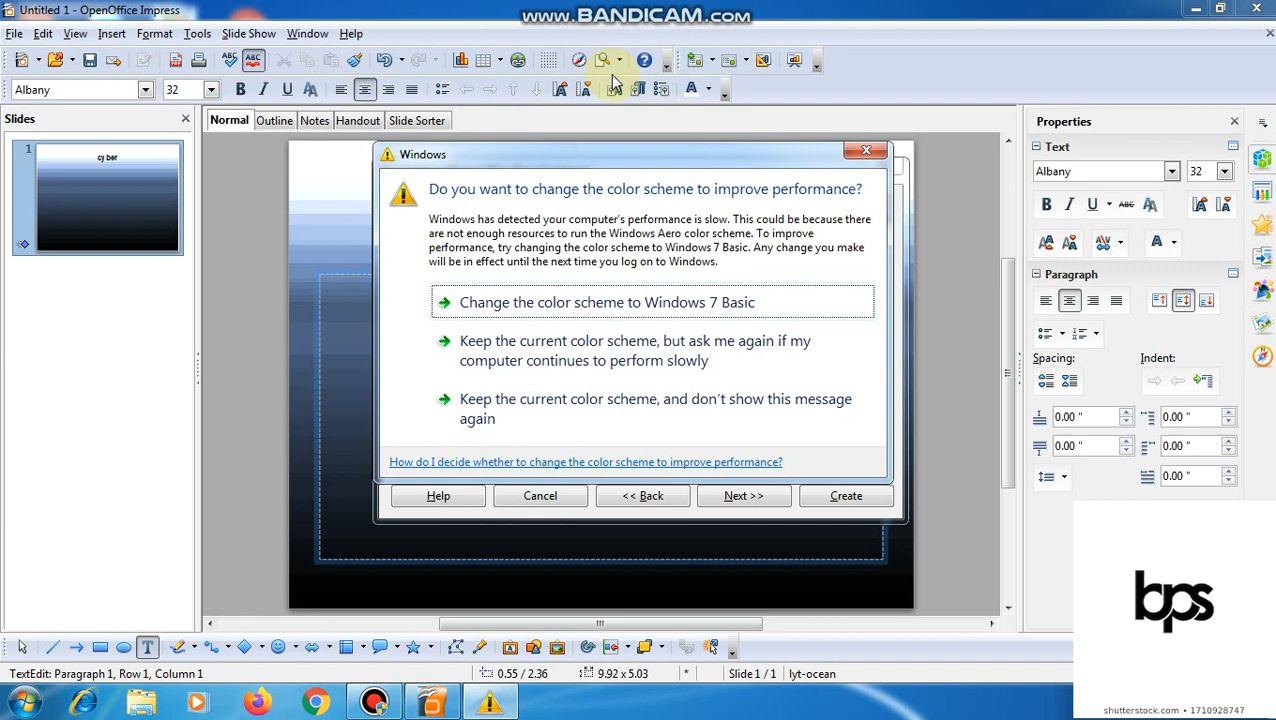 Untitled 1 - OpenOffice Impress
www.BANDICAM.com
File Edit View Insert Format Tools Slide Show Window Help
ABC ABC
Albany 32 B I U
Slides
Normal Outline Notes Handout Slide Sorter
Properties
1
cy ber
Text
Albany 32
B I U ABC
Paragraph
Spacing: Indent:
0.00 " 0.00 "
0.00 " 0.00 "
0.00 "
Windows
Do you want to change the color scheme to improve performance?
Windows has detected your computer's performance is slow. This could be because there
are not enough resources to run the Windows Aero color scheme. To improve
performance, try changing the color scheme to Windows 7 Basic. Any change you make
will be in effect until the next time you log on to Windows.
Change the color scheme to Windows 7 Basic
Keep the current color scheme, but ask me again if my
computer continues to perform slowly
Keep the current color scheme, and don't show this message
again
How do I decide whether to change the color scheme to improve performance?
Help Cancel << Back Next >> Create
TextEdit: Paragraph 1, Row 1, Column 1 0.55 / 2.36 9.92 x 5.03 * Slide 1 / 1 lyt-ocean
bps
shutterstock.com • 1710928747